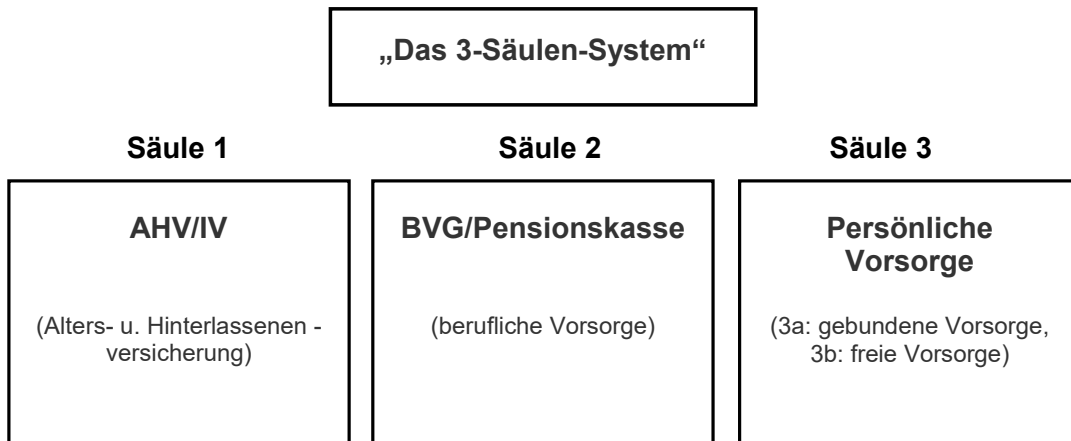 „Das 3-Säulen-System“
Säule 1
Säule 2
Säule 3
AHV/IV
(Alters- u. Hinterlassenen -
versicherung)
BVG/Pensionskasse
(berufliche Vorsorge)
Persönliche
Vorsorge
(3a: gebundene Vorsorge,
3b: freie Vorsorge)